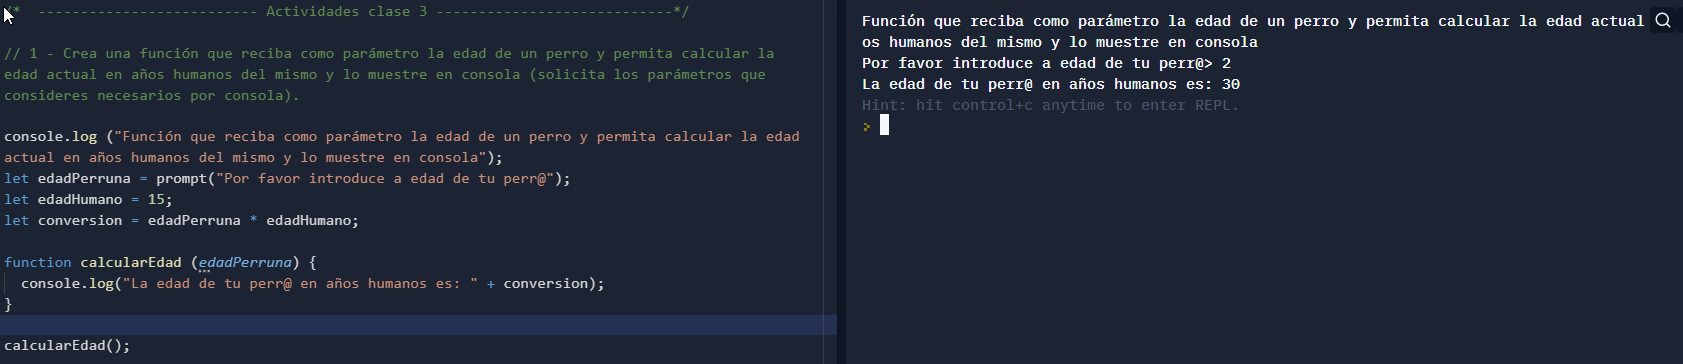 /*  -------------------------- Actividades clase 3 ----------------------------*/
// 1 - Crea una función que reciba como parámetro la edad de un perro y permita calcular la
edad actual en años humanos del mismo y lo muestre en consola (solicita los parámetros que
consideres necesarios por consola).
console.log ("Función que reciba como parámetro la edad de un perro y permita calcular la edad
actual en años humanos del mismo y lo muestre en consola");
let edadPerruna = prompt("Por favor introduce a edad de tu perr@");
let edadHumano = 15;
let conversion = edadPerruna * edadHumano;
function calcularEdad (edadPerruna) {
console.log("La edad de tu perr@ en años humanos es: " + conversion);
}
calcularEdad();
Función que reciba como parámetro la edad de un perro y permita calcular la edad actual
os humanos del mismo y lo muestre en consola
Por favor introduce a edad de tu perr@> 2
La edad de tu perr@ en años humanos es: 30
Hint: hit control+c anytime to enter REPL.
>